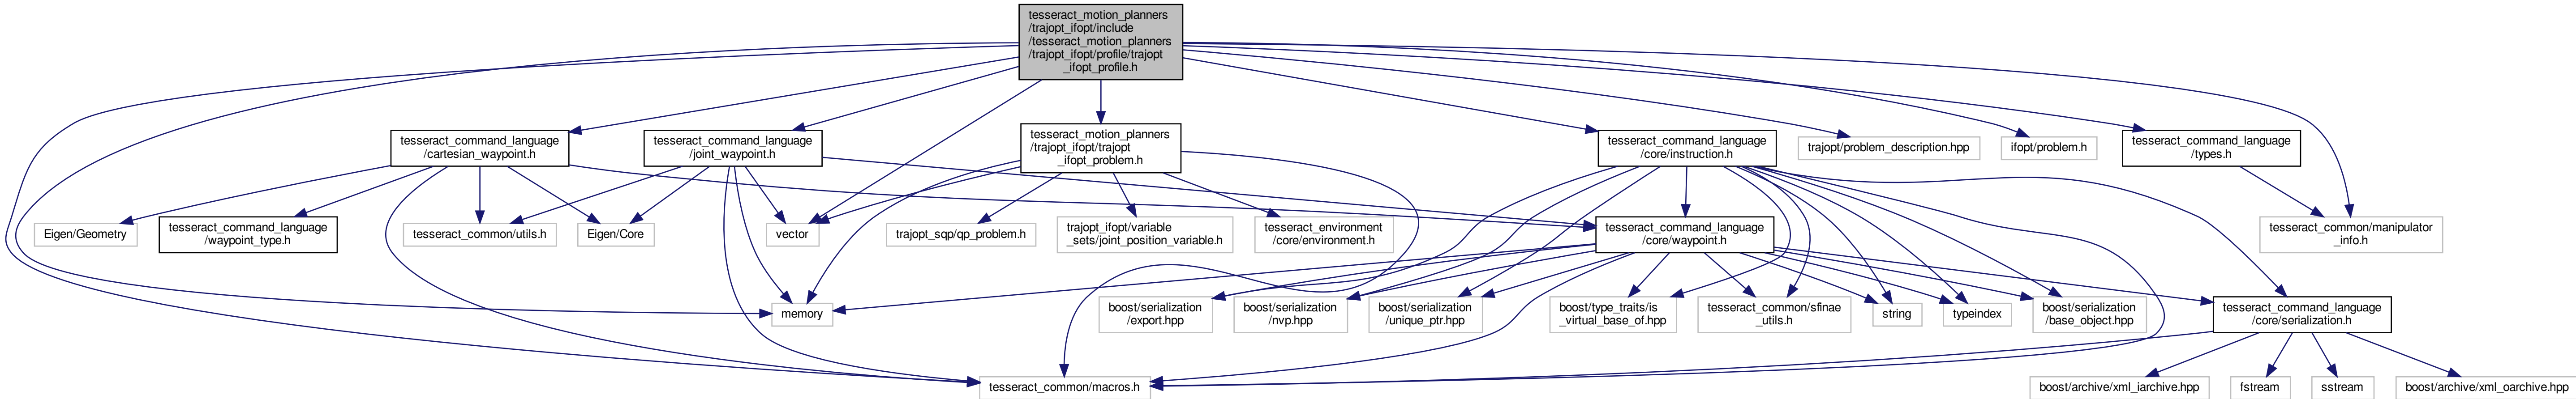 tesseract_motion_planners
/trajopt_ifopt/include
/tesseract_motion_planners
/trajopt_ifopt/profile/trajopt
_ifopt_profile.h
tesseract_command_language
/cartesian_waypoint.h
tesseract_command_language
/joint_waypoint.h
tesseract_motion_planners
/trajopt_ifopt/trajopt
_ifopt_problem.h
tesseract_command_language
/core/instruction.h
trajopt/problem_description.hpp
ifopt/problem.h
tesseract_command_language
/types.h
Eigen/Geometry
tesseract_command_language
/waypoint_type.h
tesseract_common/utils.h
Eigen/Core
vector
trajopt_sqp/qp_problem.h
trajopt_ifopt/variable
_sets/joint_position_variable.h
tesseract_environment
/core/environment.h
tesseract_command_language
/core/waypoint.h
tesseract_common/manipulator
_info.h
memory
boost/serialization
/export.hpp
boost/serialization
/nvp.hpp
boost/serialization
/unique_ptr.hpp
boost/type_traits/is
_virtual_base_of.hpp
tesseract_common/sfinae
_utils.h
string
typeindex
boost/serialization
/base_object.hpp
tesseract_command_language
/core/serialization.h
tesseract_common/macros.h
boost/archive/xml_iarchive.hpp
fstream
sstream
boost/archive/xml_oarchive.hpp